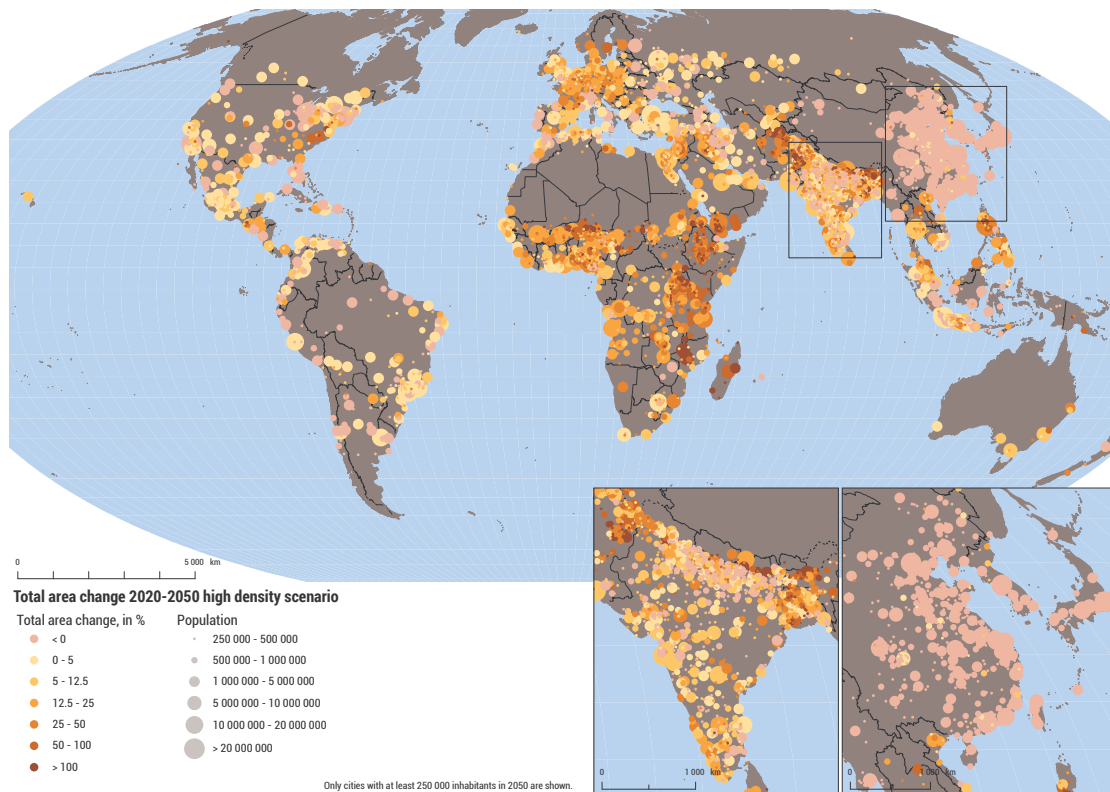 0 5 000 km
Total area change 2020-2050 high density scenario
Total area change, in %
< 0
0 - 5
5 - 12.5
12.5 - 25
25 - 50
50 - 100
> 100
Population
250 000 - 500 000
500 000 - 1 000 000
1 000 000 - 5 000 000
5 000 000 - 10 000 000
10 000 000 - 20 000 000
> 20 000 000
Only cities with at least 250 000 inhabitants in 2050 are shown.
0 1 000 km
0 1 000 km